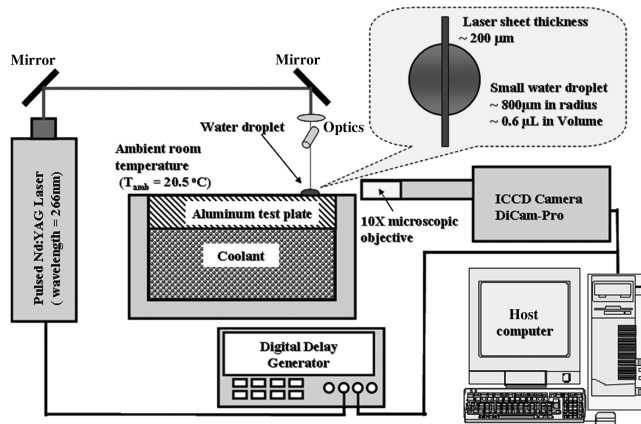 Laser sheet thickness
~ 200 µm
Small water droplet
~ 800µm in radius
~ 0.6 µL in Volume
Mirror
Mirror
Optics
Water droplet
Ambient room
temperature
(Tamb = 20.5 °C)
Pulsed Nd:YAG Laser
( wavelength = 266nm)
Aluminum test plate
Coolant
10X microscopic
objective
ICCD Camera
DiCam-Pro
Digital Delay
Generator
Host
computer